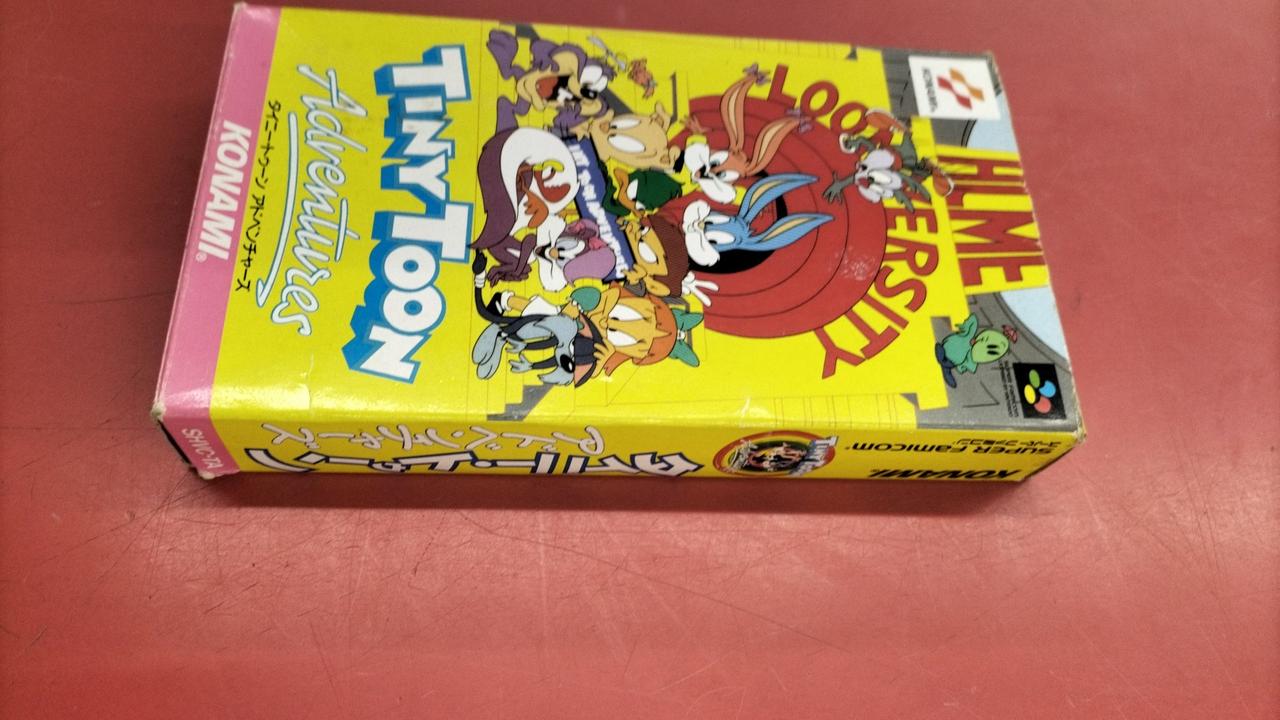 KONAMI
ACME
LOONIVERSITY
TINY TOON
Adventures
タイニートゥーン アドベンチャーズ
KONAMI®
SUPER FAMICOM
スーパーファミコン
KONAMI®
タイニー・トゥーン
アドベンチャーズ
SHVC-TA